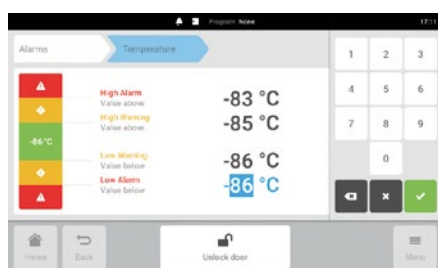 Program: None
17:11
Alarms
Temperature
1 2 3
4 5 6
7 8 9
0
-86°C
High Alarm
Value above
-83 °C
High Warning
Value above
-85 °C
Low Warning
Value below
-86 °C
Low Alarm
Value below
-86 °C
Home
Back
Unlock door
Menu